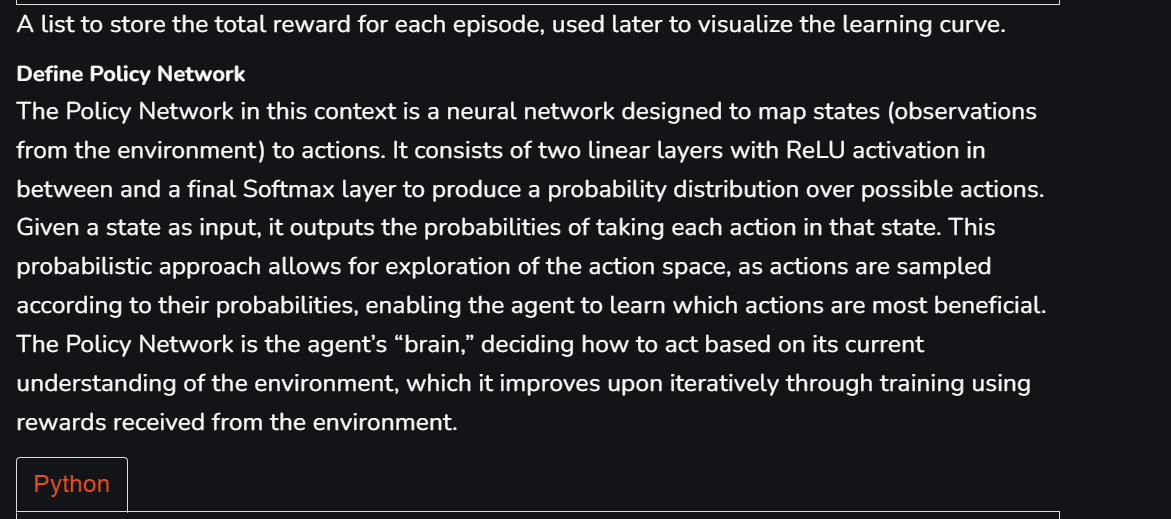 A list to store the total reward for each episode, used later to visualize the learning curve.
Define Policy Network
The Policy Network in this context is a neural network designed to map states (observations
from the environment) to actions. It consists of two linear layers with ReLU activation in
between and a final Softmax layer to produce a probability distribution over possible actions.
Given a state as input, it outputs the probabilities of taking each action in that state. This
probabilistic approach allows for exploration of the action space, as actions are sampled
according to their probabilities, enabling the agent to learn which actions are most beneficial.
The Policy Network is the agent’s “brain,” deciding how to act based on its current
understanding of the environment, which it improves upon iteratively through training using
rewards received from the environment.
Python